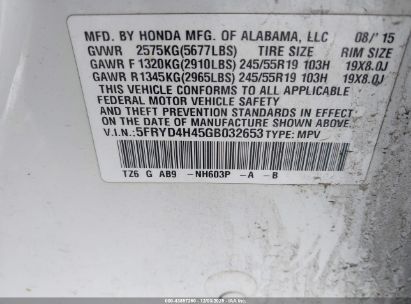 MFD. BY HONDA MFG. OF ALABAMA, LLC 08/'15
GVWR 2575KG(5677LBS) TIRE SIZE RIM SIZE
GAWR F 1320KG(2910LBS) 245/55R19 103H 19X8.0J
GAWR R1345KG(2965LBS) 245/55R19 103H 19X8.0J
THIS VEHICLE CONFORMS TO ALL APPLICABLE
FEDERAL MOTOR VEHICLE SAFETY AND
THEFT PREVENTION STANDARDS IN EFFECT
ON THE DATE OF MANUFACTURE SHOWN ABOVE.
V.I.N.:5FRYD4H45GB032653 TYPE: MPV
TZ6 G AB9 -NH603P -A -B